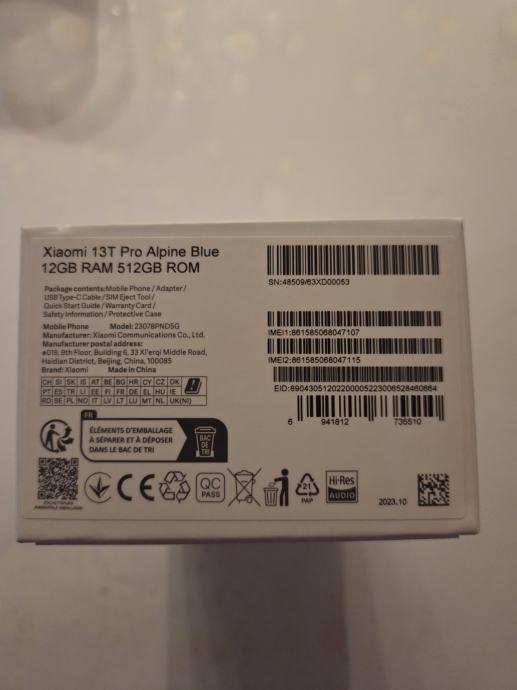 Xiaomi 13T Pro Alpine Blue
12GB RAM 512GB ROM
Package contents:Mobile Phone / Adapter /
USB Type-C Cable / SIM Eject Tool /
Quick Start Guide / Warranty Card /
Safety Information / Protective Case
Mobile Phone Model: 23078PND5G
Manufacturer: Xiaomi Communications Co., Ltd.
Manufacturer postal address:
#019, 9th Floor, Building 6, 33 Xi'erqi Middle Road,
Haidian District, Beijing, China, 100085
Brand: Xiaomi Made in China
CH SI SK IS AT BE BG HR CY CZ DK
PT ES TR LI EE FI FR DE EL HU IE
RO SE PL NO IT LV LT LU MT NL UK(NI)
FR
ÉLÉMENTS D'EMBALLAGE
À SÉPARER ET À DÉPOSER
DANS LE BAC DE TRI
BAC
DE
TRI
CE
QC
PASS
21
PAP
Hi-Res
AUDIO
SN:48509/63XD00053
IMEI1:861585068047107
IMEI2:861585068047115
EID:89043051202200005223006528460664
6 941812 735510
2023.10